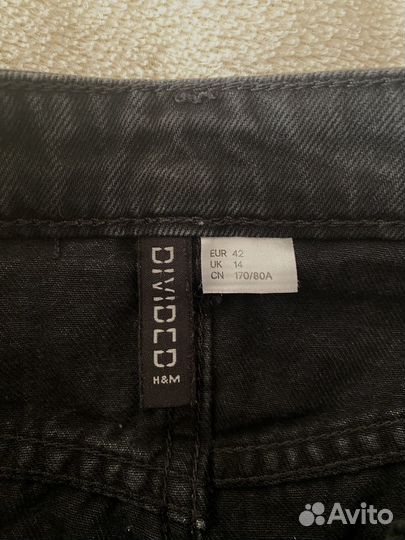 DIVIDED
H&M
EUR 42
UK 14
CN 170/80A
Avito